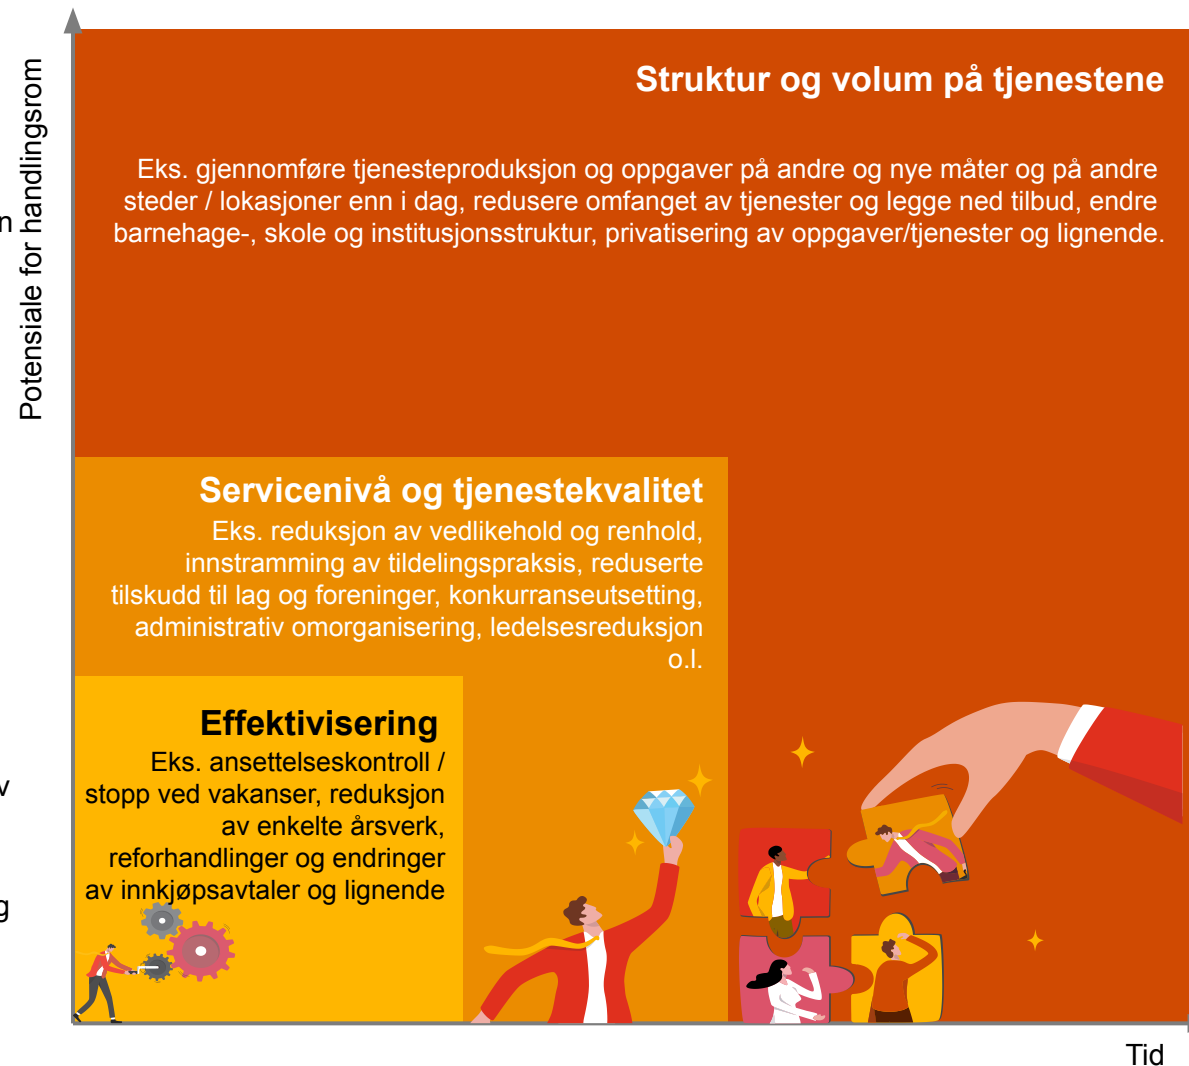 Potensiale for handlingsrom
n
v
g
Struktur og volum på tjenestene
Eks. gjennomføre tjenesteproduksjon og oppgaver på andre og nye måter og på andre
steder / lokasjoner enn i dag, redusere omfanget av tjenester og legge ned tilbud, endre
barnehage-, skole og institusjonsstruktur, privatisering av oppgaver/tjenester og lignende.
Servicenivå og tjenestekvalitet
Eks. reduksjon av vedlikehold og renhold,
innstramming av tildelingspraksis, reduserte
tilskudd til lag og foreninger, konkurranseutsetting,
administrativ omorganisering, ledelsesreduksjon
o.l.
Effektivisering
Eks. ansettelseskontroll /
stopp ved vakanser, reduksjon
av enkelte årsverk,
reforhandlinger og endringer
av innkjøpsavtaler og lignende
Tid